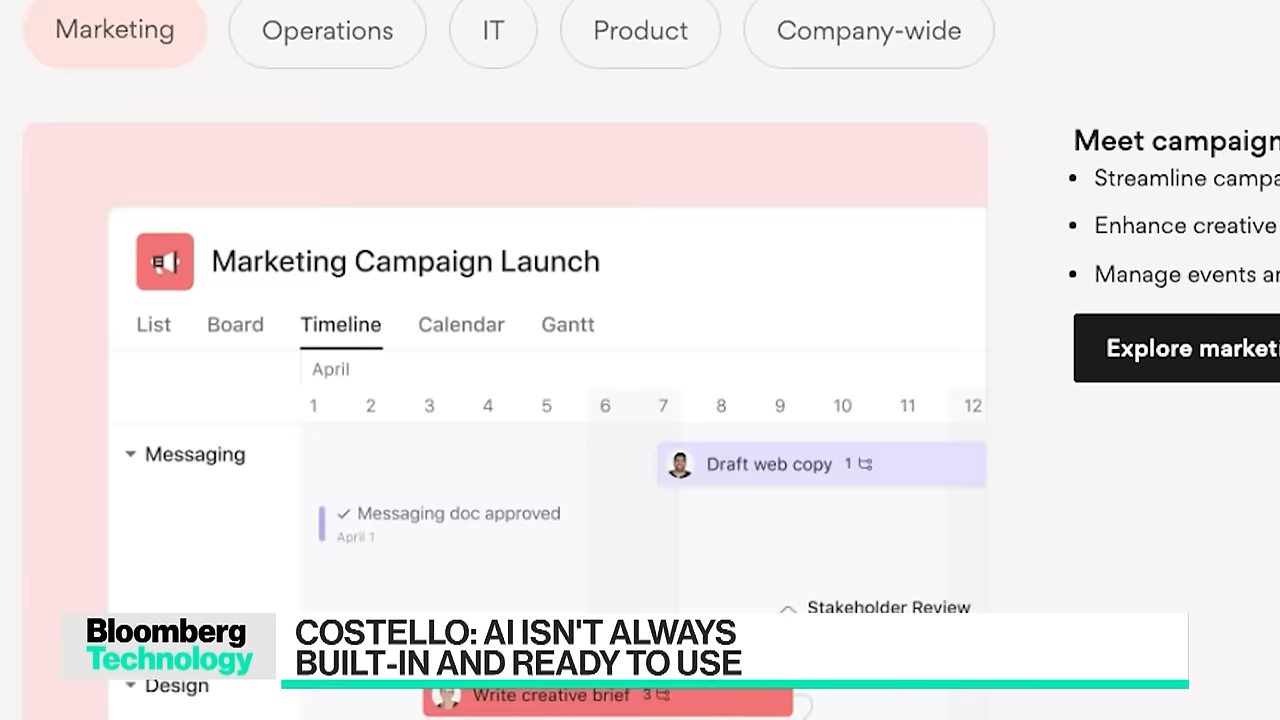 Marketing
Operations
IT
Product
Company-wide
Meet campaign
Streamline campa
Enhance creative
Manage events an
Explore marketi
Marketing Campaign Launch
List
Board
Timeline
Calendar
Gantt
April
1 2 3 4 5 6 7 8 9 10 11 12
Messaging
Draft web copy 1
Messaging doc approved
April 1
Stakeholder Review
Bloomberg
Technology
COSTELLO: AI ISN'T ALWAYS
BUILT-IN AND READY TO USE
Design
Write creative brief 3